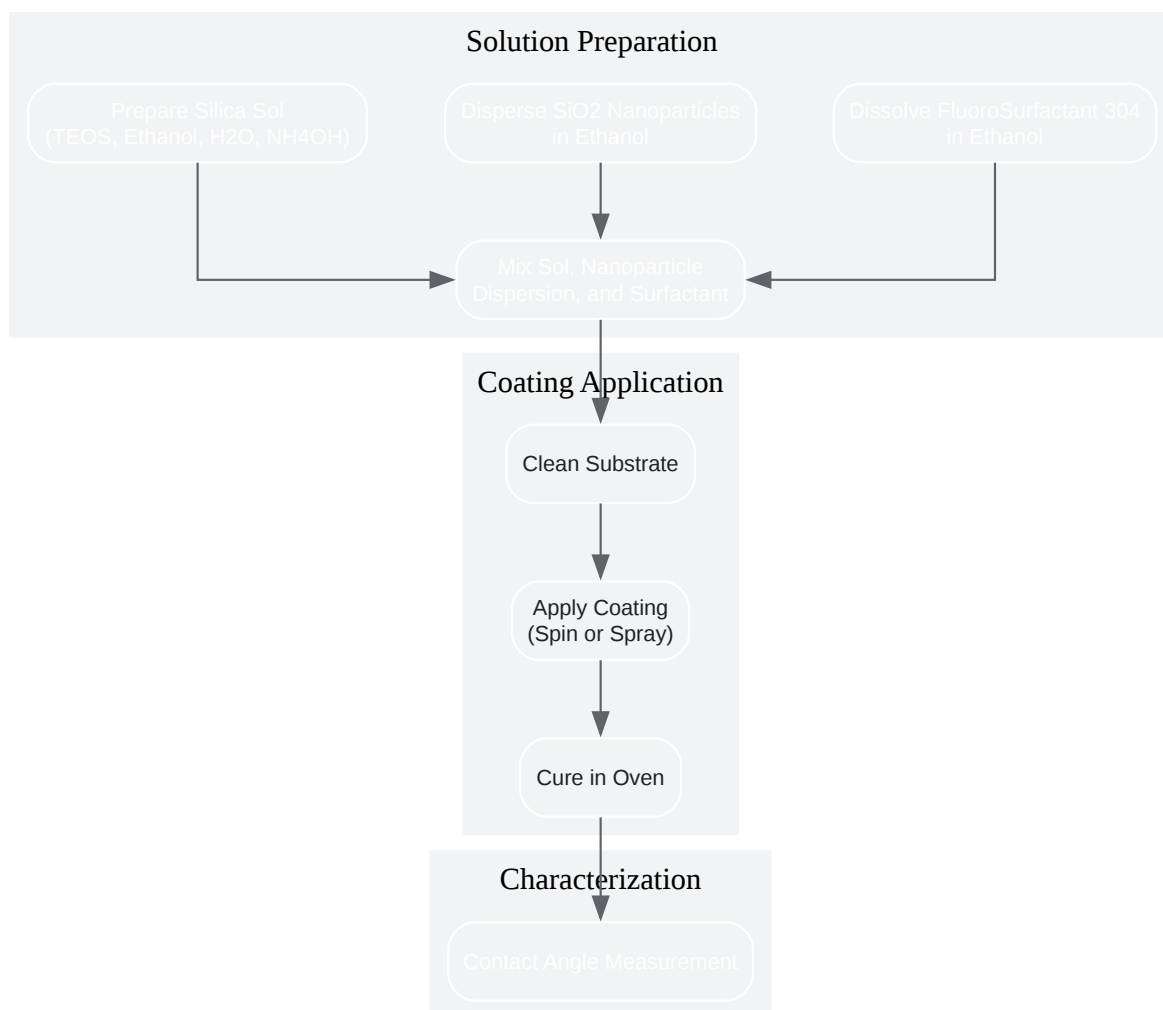 Solution Preparation
Prepare Silica Sol
(TEOS, Ethanol, H2O, NH4OH)
Disperse SiO2 Nanoparticles
in Ethanol
Dissolve FluoroSurfactant 304
in Ethanol
Mix Sol, Nanoparticle
Dispersion, and Surfactant
Coating Application
Clean Substrate
Apply Coating
(Spin or Spray)
Cure in Oven
Characterization
Contact Angle Measurement